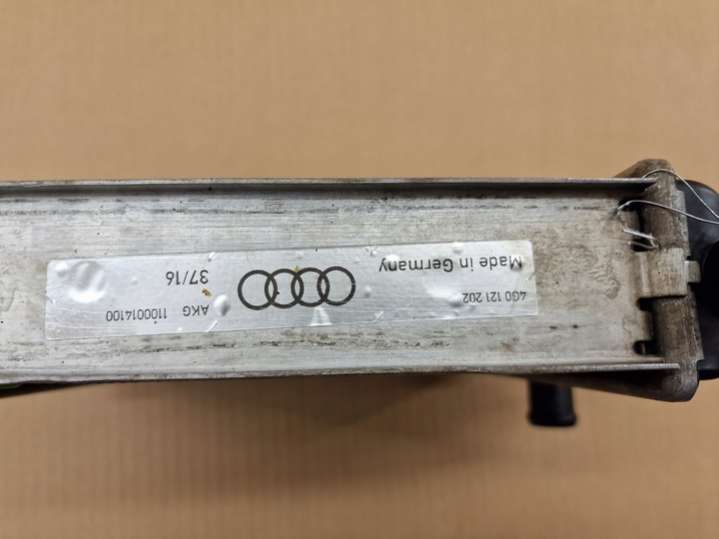 4G0 121 202
AKG 1100014100
Made in Germany
37/16